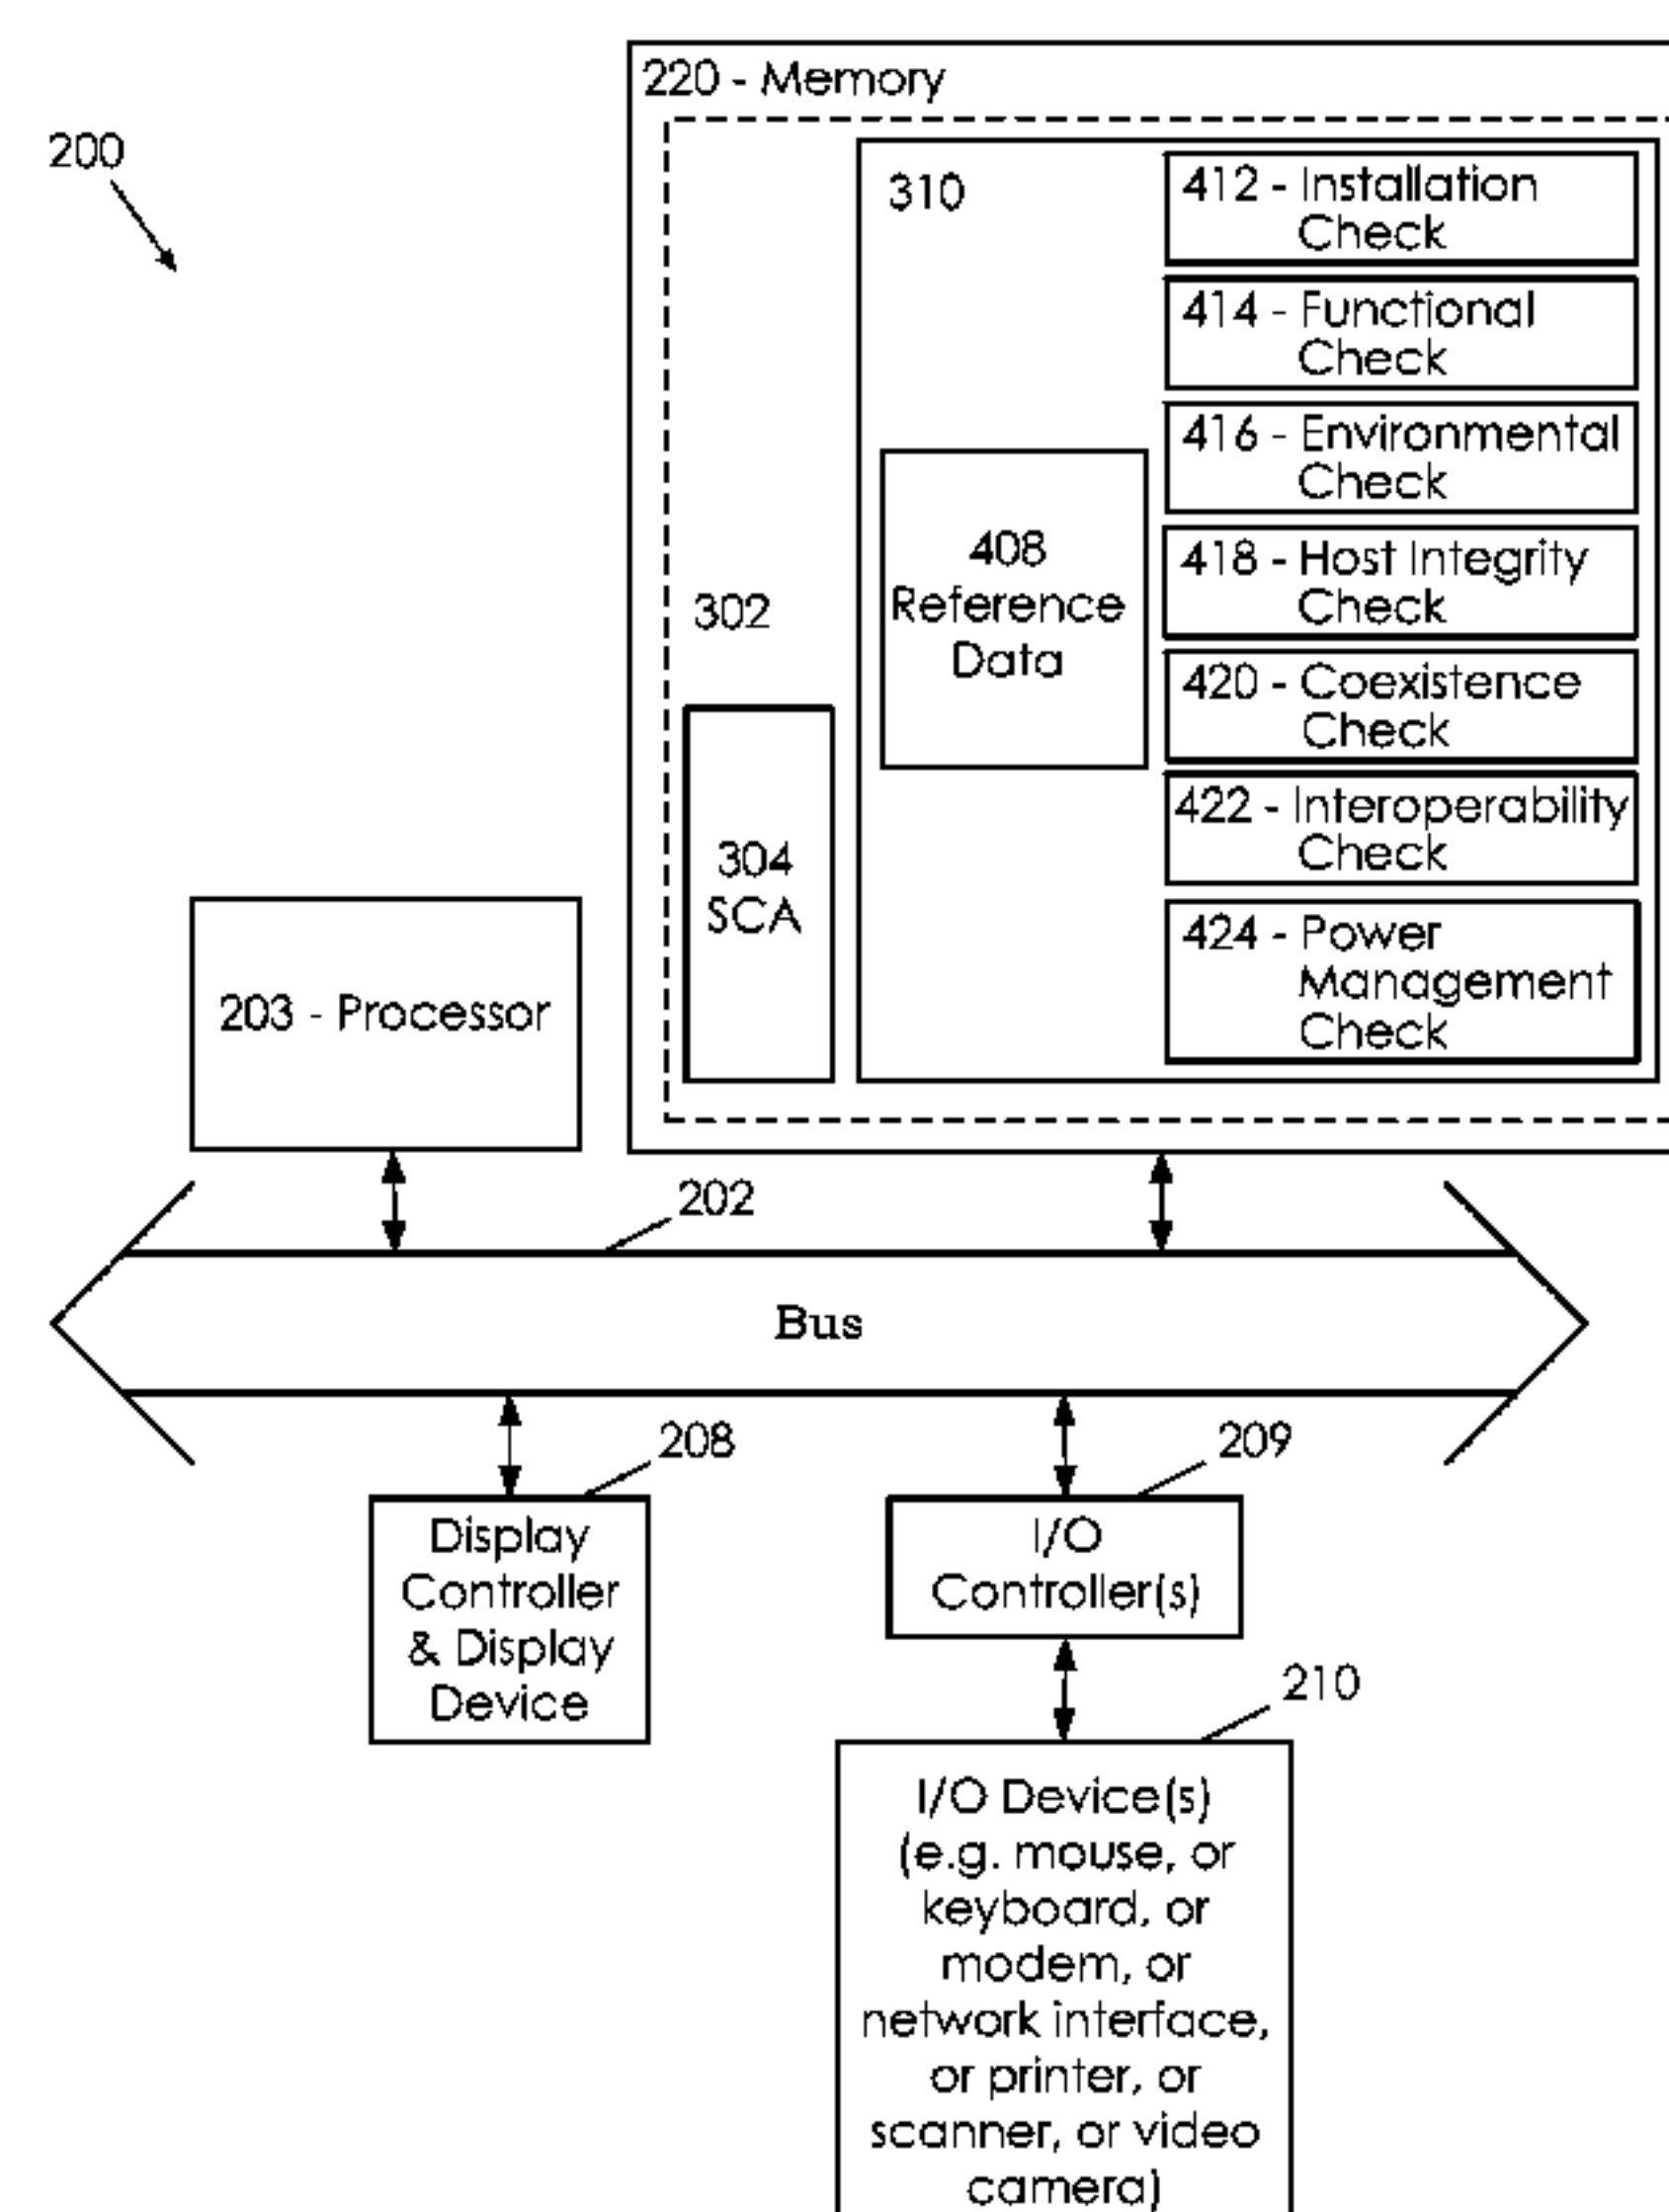 220 - Memory
200
310
412 - Installation
Check
414 - Functional
Check
416 - Environmental
Check
408
Reference
Data
418 - Host Integrity
Check
302
420 - Coexistence
Check
422 - Interoperability
Check
304
SCA
424 - Power
Management
Check
203 - Processor
202
Bus
208
209
Display
Controller
& Display
Device
I/O
Controller(s)
210
I/O Device(s)
(e.g. mouse, or
keyboard, or
modem, or
network interface,
or printer, or
scanner, or video
camera)